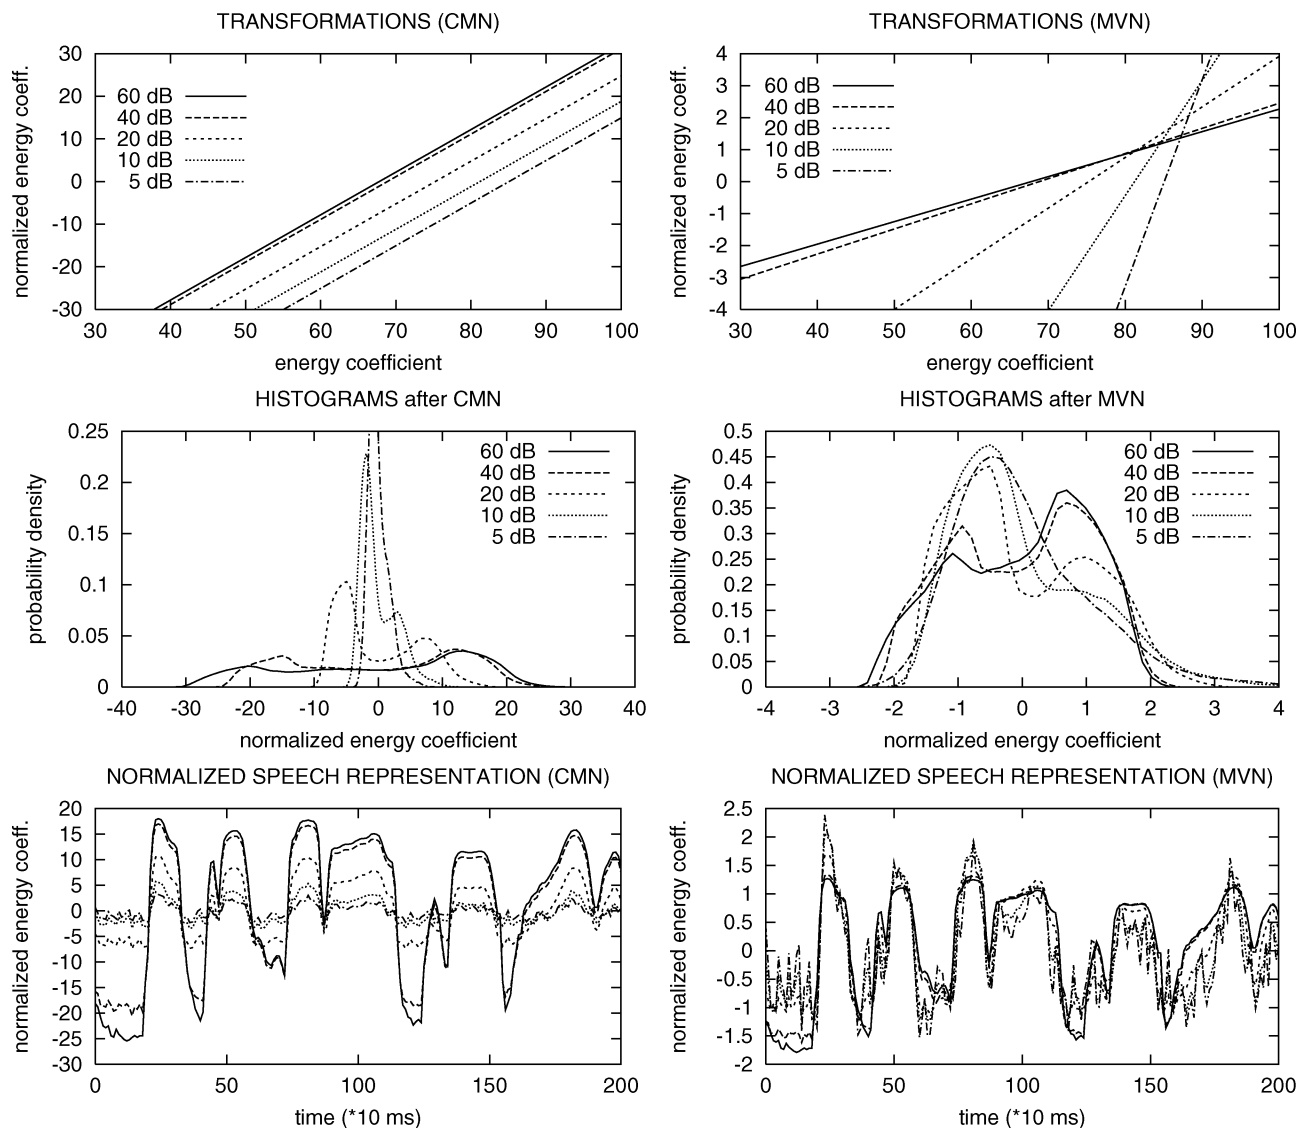 TRANSFORMATIONS (CMN)
normalized energy coeff.
30
20
10
0
-10
-20
-30
60 dB
40 dB
20 dB
10 dB
5 dB
30 40 50 60 70 80 90 100
energy coefficient
TRANSFORMATIONS (MVN)
normalized energy coeff.
4
3
2
1
0
-1
-2
-3
-4
60 dB
40 dB
20 dB
10 dB
5 dB
30 40 50 60 70 80 90 100
energy coefficient
HISTOGRAMS after CMN
probability density
0.25
0.2
0.15
0.1
0.05
0
60 dB
40 dB
20 dB
10 dB
5 dB
-40 -30 -20 -10 0 10 20 30 40
normalized energy coefficient
HISTOGRAMS after MVN
probability density
0.5
0.45
0.4
0.35
0.3
0.25
0.2
0.15
0.1
0.05
0
60 dB
40 dB
20 dB
10 dB
5 dB
-4 -3 -2 -1 0 1 2 3 4
normalized energy coefficient
NORMALIZED SPEECH REPRESENTATION (CMN)
normalized energy coeff.
20
15
10
5
0
-5
-10
-15
-20
-25
-30
0 50 100 150 200
time (*10 ms)
NORMALIZED SPEECH REPRESENTATION (MVN)
normalized energy coeff.
2.5
2
1.5
1
0.5
0
-0.5
-1
-1.5
-2
0 50 100 150 200
time (*10 ms)